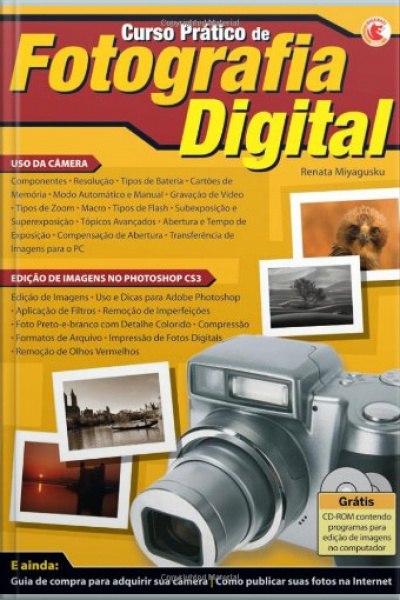 Curso Prático de
Fotografia
Digital
Renata Miyagusku
USO DA CÂMERA
Componentes • Resolução • Tipos de Bateria • Cartões de
Memória • Modo Automático e Manual • Gravação de Vídeo
• Tipos de Zoom • Macro • Tipos de Flash • Subexposição e
Superexposição • Tópicos Avançados • Abertura e Tempo de
Exposição • Compensação de Abertura • Transferência de
Imagens para o PC
EDIÇÃO DE IMAGENS NO PHOTOSHOP CS3
Edição de Imagens • Uso e Dicas para Adobe Photoshop
• Aplicação de Filtros • Remoção de Imperfeições
• Foto Preto-e-branco com Detalhe Colorido • Compressão
• Formatos de Arquivo • Impressão de Fotos Digitais
• Remoção de Olhos Vermelhos
Grátis
CD-ROM contendo
programas para
edição de imagens
no computador
E ainda:
Guia de compra para adquirir sua câmera | Como publicar suas fotos na Internet